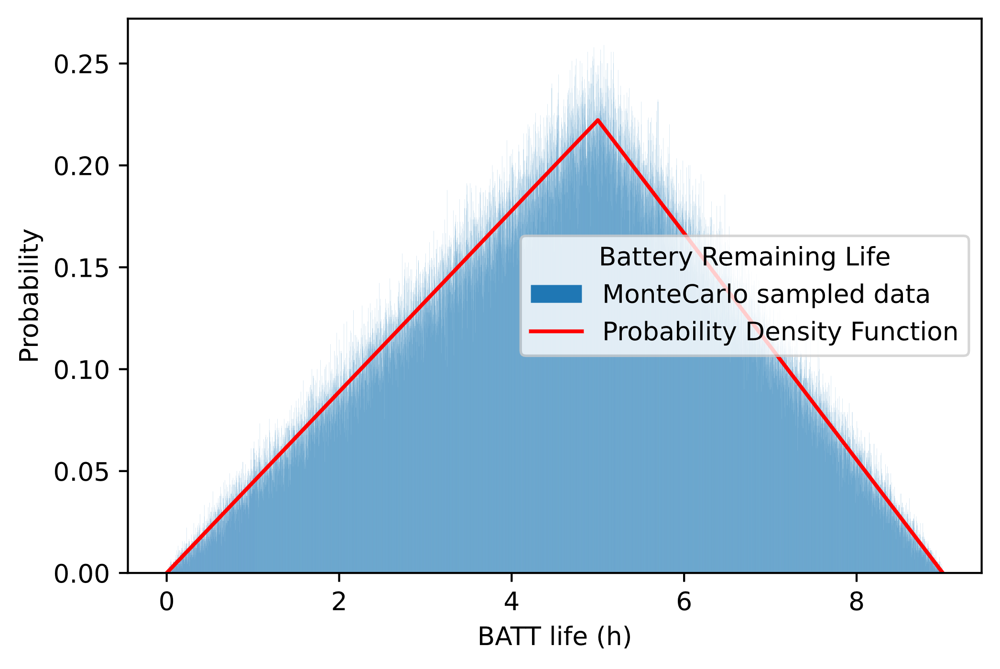 0.25
0.20
0.15
0.10
0.05
0.00
Probability
Battery Remaining Life
MonteCarlo sampled data
Probability Density Function
0 2 4 6 8
BATT life (h)